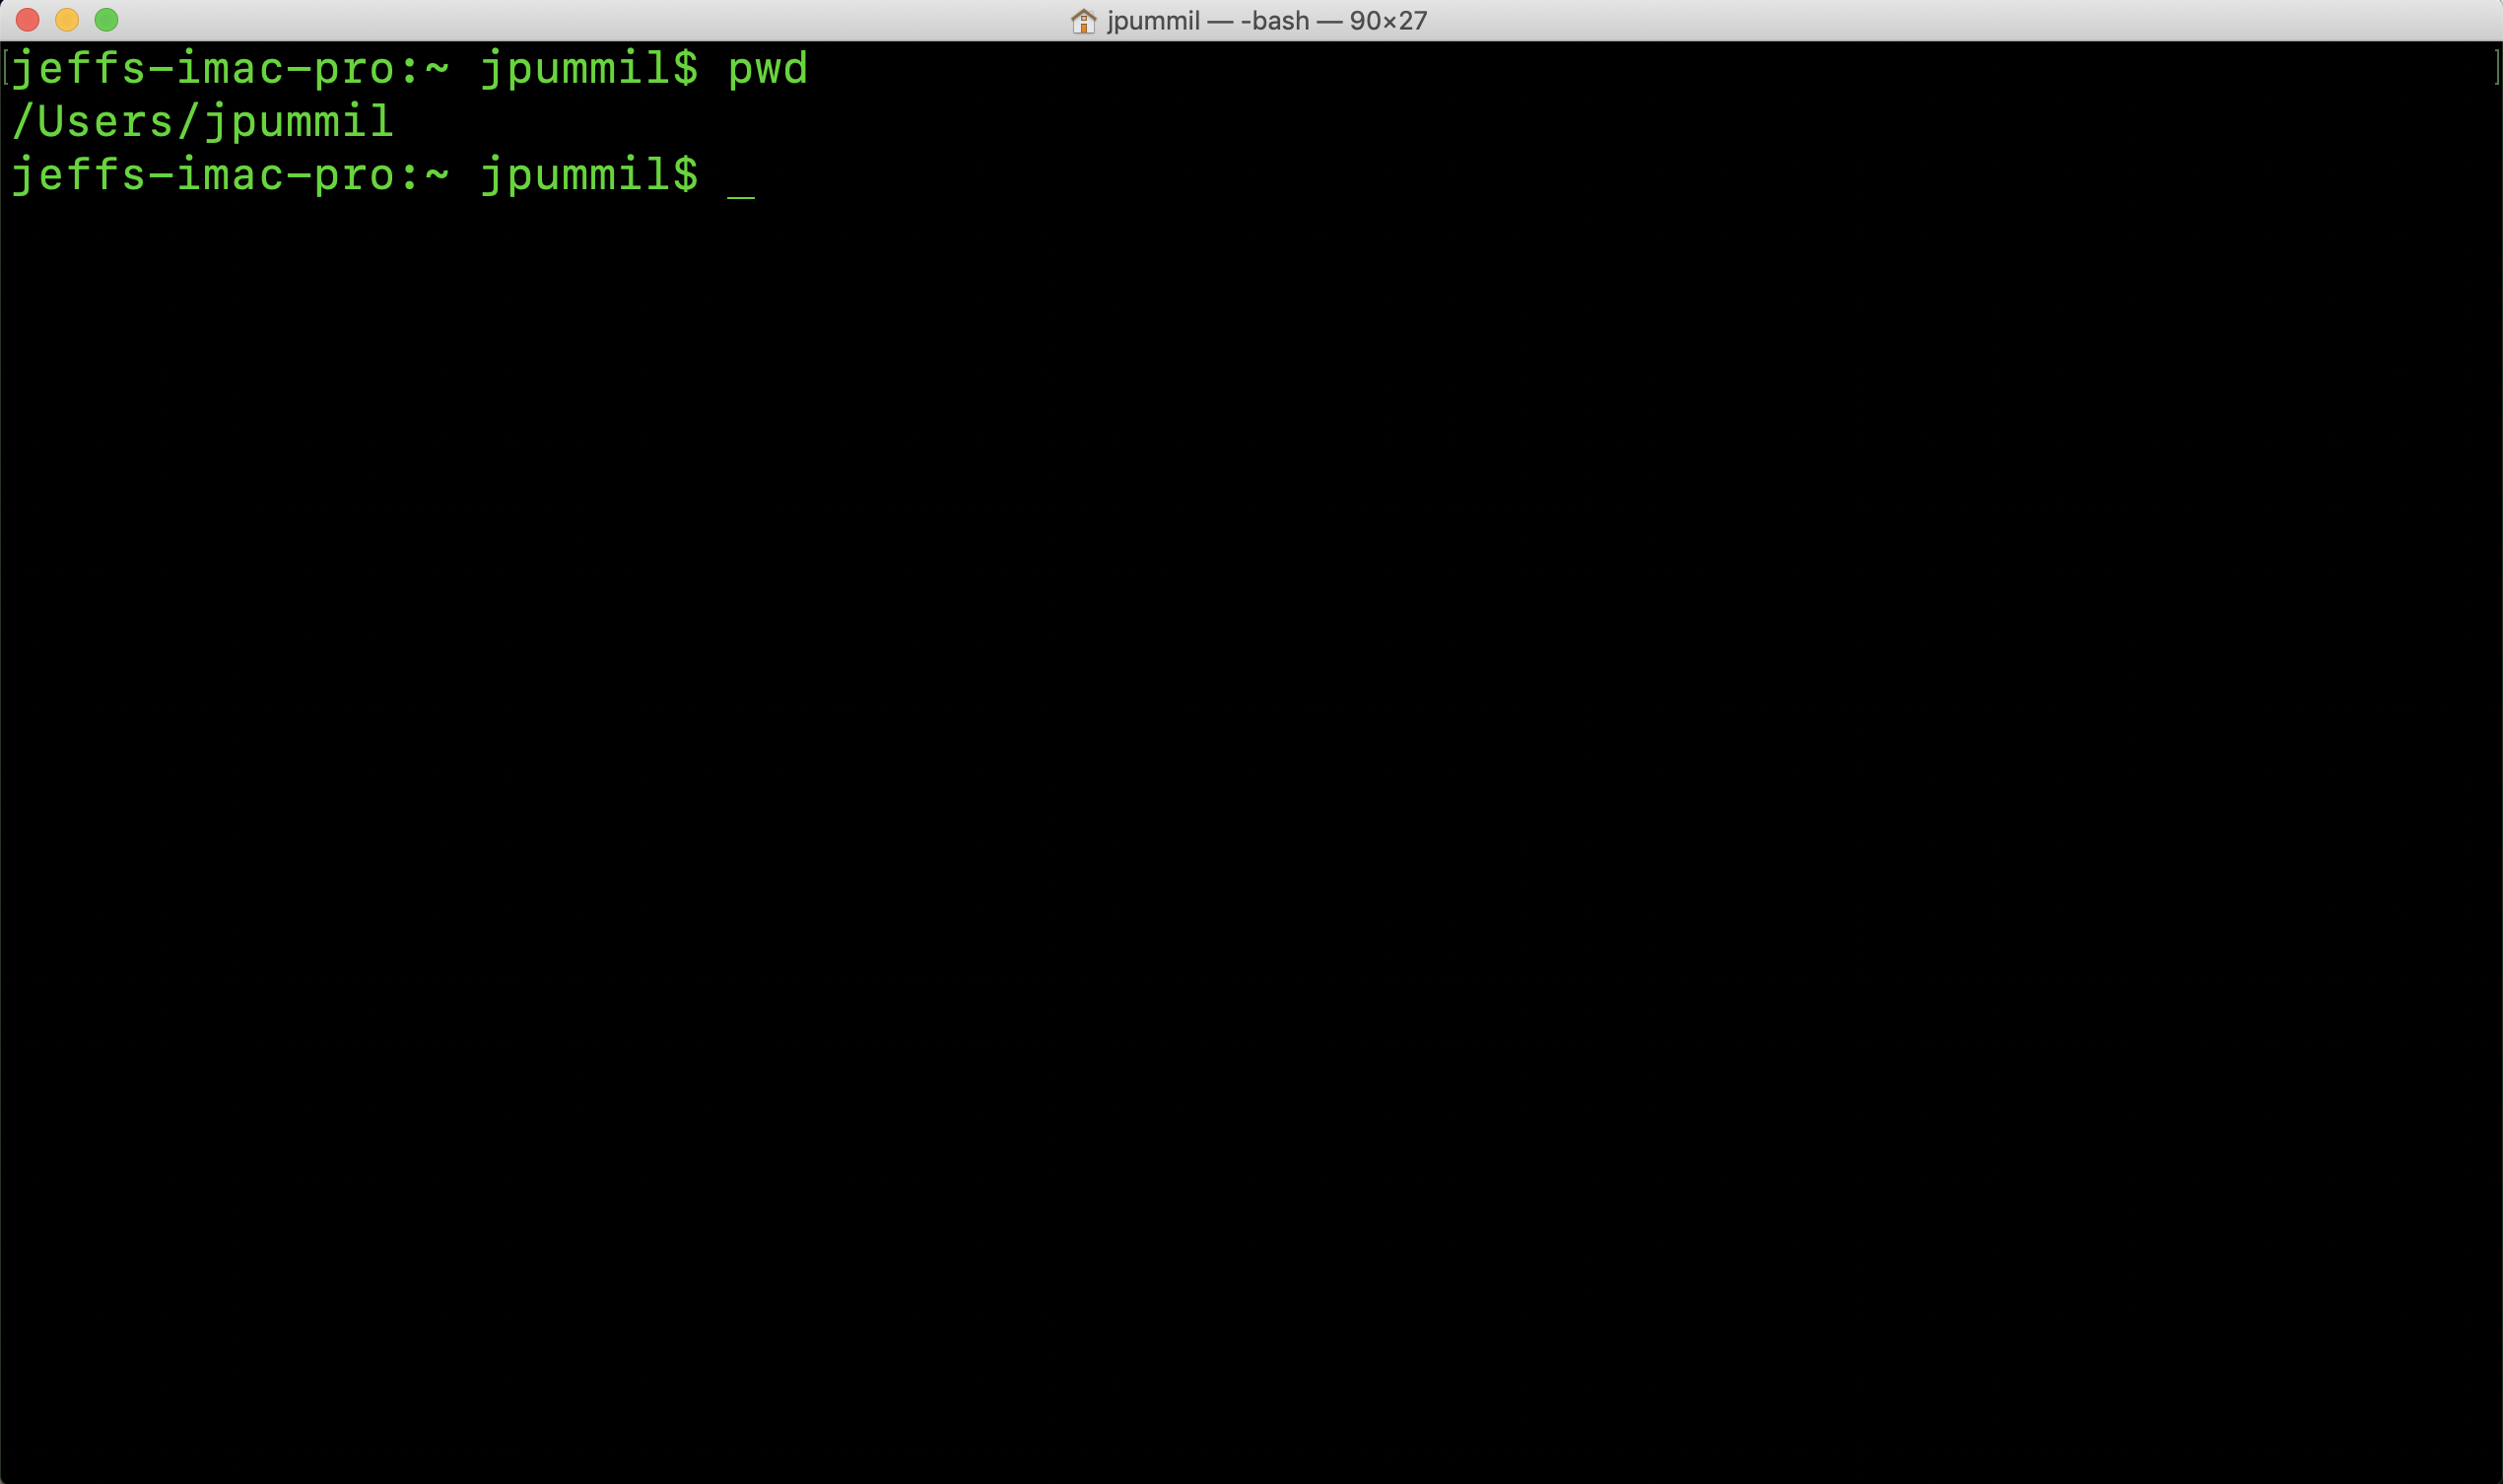 jpummil — -bash — 90×27
[jeffs-imac-pro:~ jpummil$ pwd ]
/Users/jpummil
jeffs-imac-pro:~ jpummil$ _